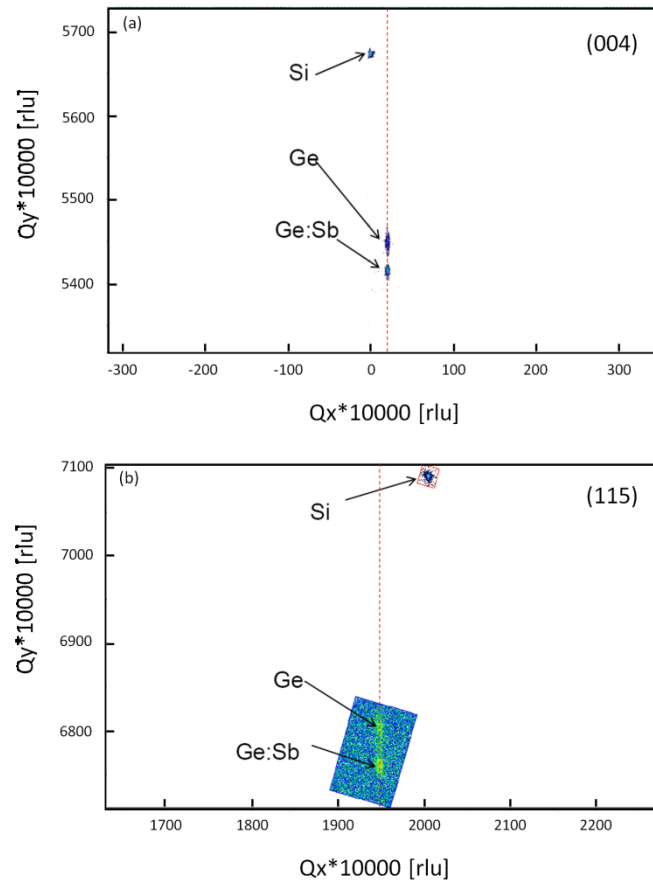 (a)
(004)
5700
5600
5500
5400
Qy*10000 [rlu]
Si
Ge
Ge:Sb
-300 -200 -100 0 100 200 300
Qx*10000 [rlu]
(b)
(115)
7100
7000
6900
6800
Qy*10000 [rlu]
Si
Ge
Ge:Sb
1700 1800 1900 2000 2100 2200
Qx*10000 [rlu]